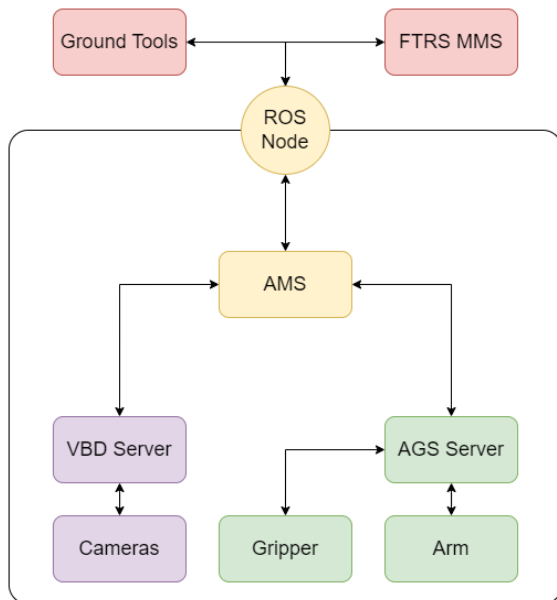 Ground Tools
FTRS MMS
ROS
Node
AMS
VBD Server
AGS Server
Cameras
Gripper
Arm